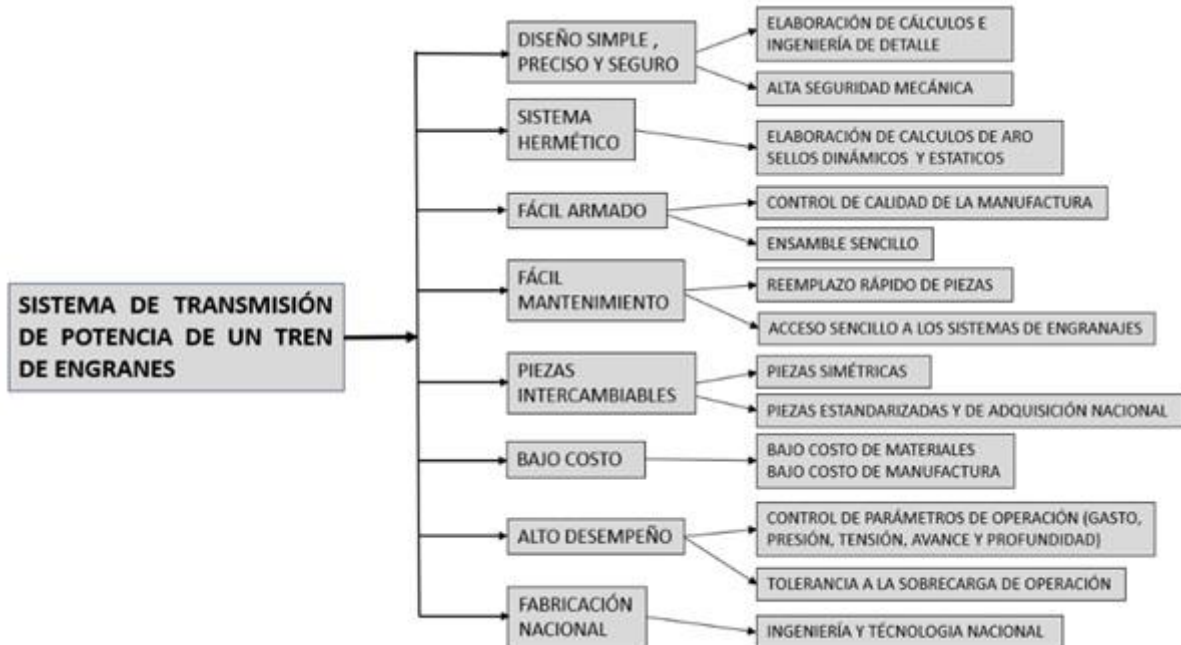 SISTEMA DE TRANSMISIÓN
DE POTENCIA DE UN TREN
DE ENGRANES
DISEÑO SIMPLE ,
PRECISO Y SEGURO
ELABORACIÓN DE CÁLCULOS E
INGENIERÍA DE DETALLE
ALTA SEGURIDAD MECÁNICA
SISTEMA
HERMÉTICO
ELABORACIÓN DE CALCULOS DE ARO
SELLOS DINÁMICOS Y ESTATICOS
FÁCIL ARMADO
CONTROL DE CALIDAD DE LA MANUFACTURA
ENSAMBLE SENCILLO
FÁCIL
MANTENIMIENTO
REEMPLAZO RÁPIDO DE PIEZAS
ACCESO SENCILLO A LOS SISTEMAS DE ENGRANAJES
PIEZAS
INTERCAMBIABLES
PIEZAS SIMÉTRICAS
PIEZAS ESTANDARIZADAS Y DE ADQUISICIÓN NACIONAL
BAJO COSTO
BAJO COSTO DE MATERIALES
BAJO COSTO DE MANUFACTURA
ALTO DESEMPEÑO
CONTROL DE PARÁMETROS DE OPERACIÓN (GASTO,
PRESIÓN, TENSIÓN, AVANCE Y PROFUNDIDAD)
TOLERANCIA A LA SOBRECARGA DE OPERACIÓN
FABRICACIÓN
NACIONAL
INGENIERÍA Y TÉCNOLOGIA NACIONAL